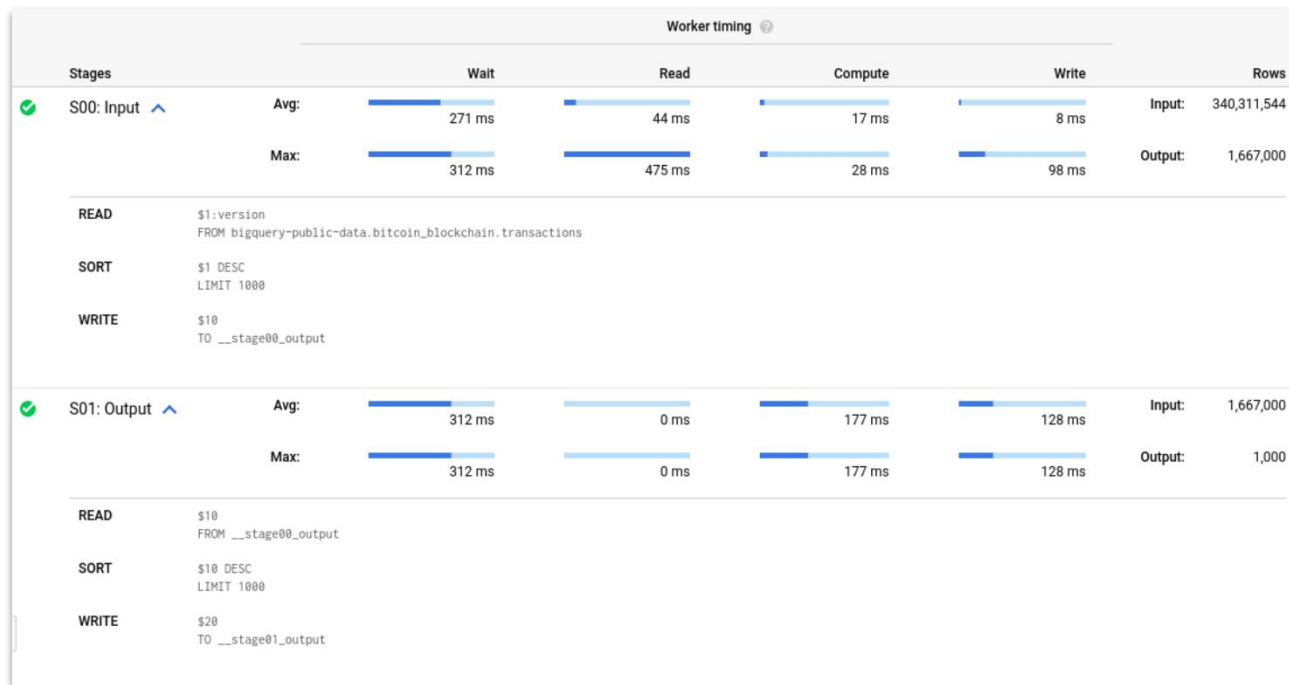 Worker timing ?
Stages Wait Read Compute Write Rows
S00: Input Avg: 271 ms 44 ms 17 ms 8 ms Input: 340,311,544
Max: 312 ms 475 ms 28 ms 98 ms Output: 1,667,000
READ $1:version
FROM bigquery-public-data.bitcoin_blockchain.transactions
SORT $1 DESC
LIMIT 1000
WRITE $10
TO __stage00_output
S01: Output Avg: 312 ms 0 ms 177 ms 128 ms Input: 1,667,000
Max: 312 ms 0 ms 177 ms 128 ms Output: 1,000
READ $10
FROM __stage00_output
SORT $10 DESC
LIMIT 1000
WRITE $20
TO __stage01_output